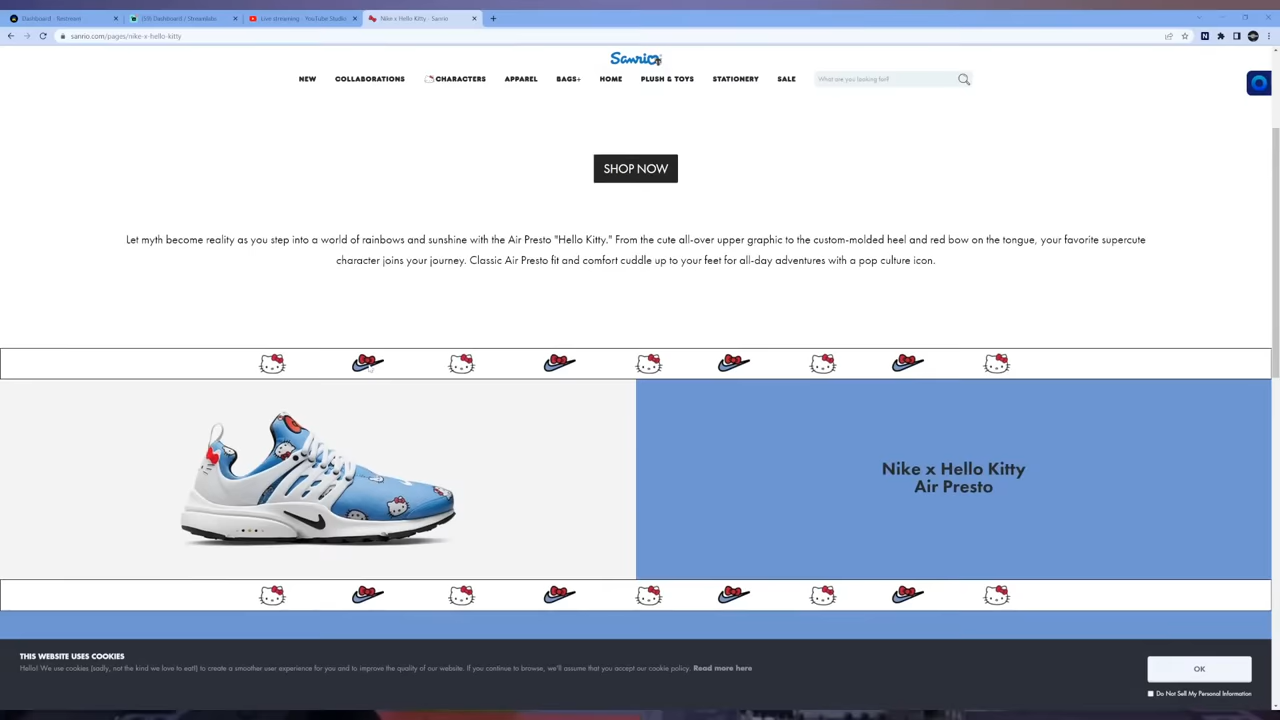 Dashboard - Restream
(59) Dashboard / Streamlabs
Live streaming - YouTube Studio
Nike x Hello Kitty – Sanrio
sanrio.com/pages/nike-x-hello-kitty
Sanrio
NEW COLLABORATIONS CHARACTERS APPAREL BAGS+ HOME PLUSH & TOYS STATIONERY SALE
What are you looking for?
SHOP NOW
Let myth become reality as you step into a world of rainbows and sunshine with the Air Presto "Hello Kitty." From the cute all-over upper graphic to the custom-molded heel and red bow on the tongue, your favorite supercute
character joins your journey. Classic Air Presto fit and comfort cuddle up to your feet for all-day adventures with a pop culture icon.
Nike x Hello Kitty
Air Presto
THIS WEBSITE USES COOKIES
Hello! We use cookies (sadly, not the kind we love to eat!) to create a smoother user experience for you and to improve the quality of our website. If you continue to browse, we'll assume that you accept our cookie policy. Read more here
OK
Do Not Sell My Personal Information